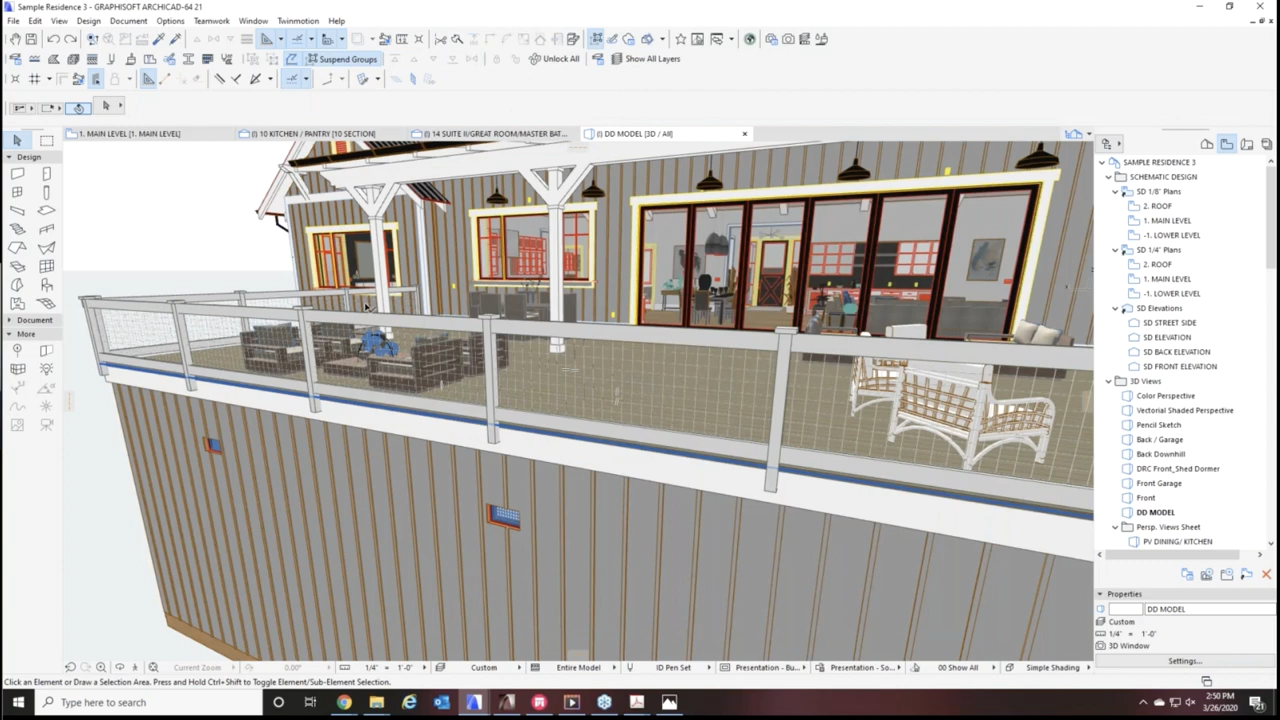 Sample Residence 3 - GRAPHISOFT ARCHICAD-64 21
File Edit View Design Document Options Teamwork Window Twinmotion Help
Suspend Groups
Unlock All
Show All Layers
1. MAIN LEVEL [1. MAIN LEVEL]
(!) 10 KITCHEN / PANTRY [10 SECTION]
(!) 14 SUITE II/GREAT ROOM/MASTER BAT...
(!) DD MODEL [3D / All]
Design
Document
More
SAMPLE RESIDENCE 3
SCHEMATIC DESIGN
SD 1/8" Plans
2. ROOF
1. MAIN LEVEL
-1. LOWER LEVEL
SD 1/4" Plans
2. ROOF
1. MAIN LEVEL
-1. LOWER LEVEL
SD Elevations
SD STREET SIDE
SD ELEVATION
SD BACK ELEVATION
SD FRONT ELEVATION
3D Views
Color Perspective
Vectorial Shaded Perspective
Pencil Sketch
Back / Garage
Back Downhill
DRC Front_Shed Dormer
Front Garage
Front
DD MODEL
Persp. Views Sheet
PV DINING/ KITCHEN
Properties
DD MODEL
Custom
1/4" = 1'-0"
3D Window
Settings...
Current Zoom
0.00°
1/4" = 1'-0"
Custom
Entire Model
ID Pen Set
Presentation - Bu...
Presentation - So...
00 Show All
Simple Shading
Click an Element or Draw a Selection Area. Press and Hold Ctrl+Shift to Toggle Element/Sub-Element Selection.
Type here to search
2:50 PM
3/26/2020
21